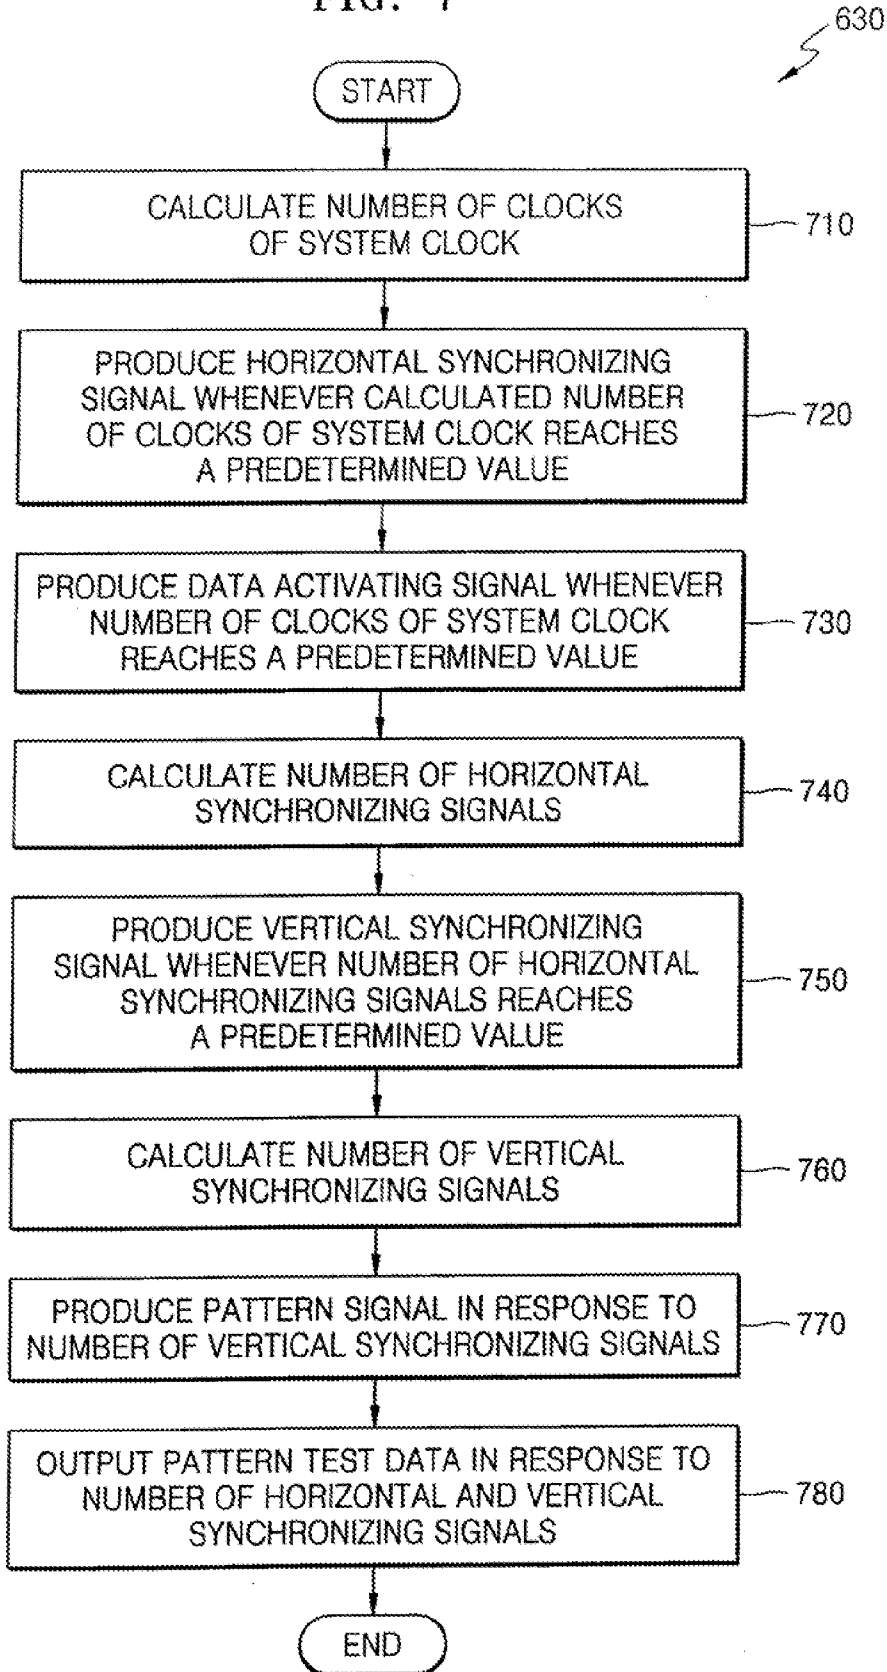 FIG. 7
630
START
CALCULATE NUMBER OF CLOCKS
OF SYSTEM CLOCK
710
PRODUCE HORIZONTAL SYNCHRONIZING
SIGNAL WHENEVER CALCULATED NUMBER
OF CLOCKS OF SYSTEM CLOCK REACHES
A PREDETERMINED VALUE
720
PRODUCE DATA ACTIVATING SIGNAL WHENEVER
NUMBER OF CLOCKS OF SYSTEM CLOCK
REACHES A PREDETERMINED VALUE
730
CALCULATE NUMBER OF HORIZONTAL
SYNCHRONIZING SIGNALS
740
PRODUCE VERTICAL SYNCHRONIZING
SIGNAL WHENEVER NUMBER OF HORIZONTAL
SYNCHRONIZING SIGNALS REACHES
A PREDETERMINED VALUE
750
CALCULATE NUMBER OF VERTICAL
SYNCHRONIZING SIGNALS
760
PRODUCE PATTERN SIGNAL IN RESPONSE TO
NUMBER OF VERTICAL SYNCHRONIZING SIGNALS
770
OUTPUT PATTERN TEST DATA IN RESPONSE TO
NUMBER OF HORIZONTAL AND VERTICAL
SYNCHRONIZING SIGNALS
780
END